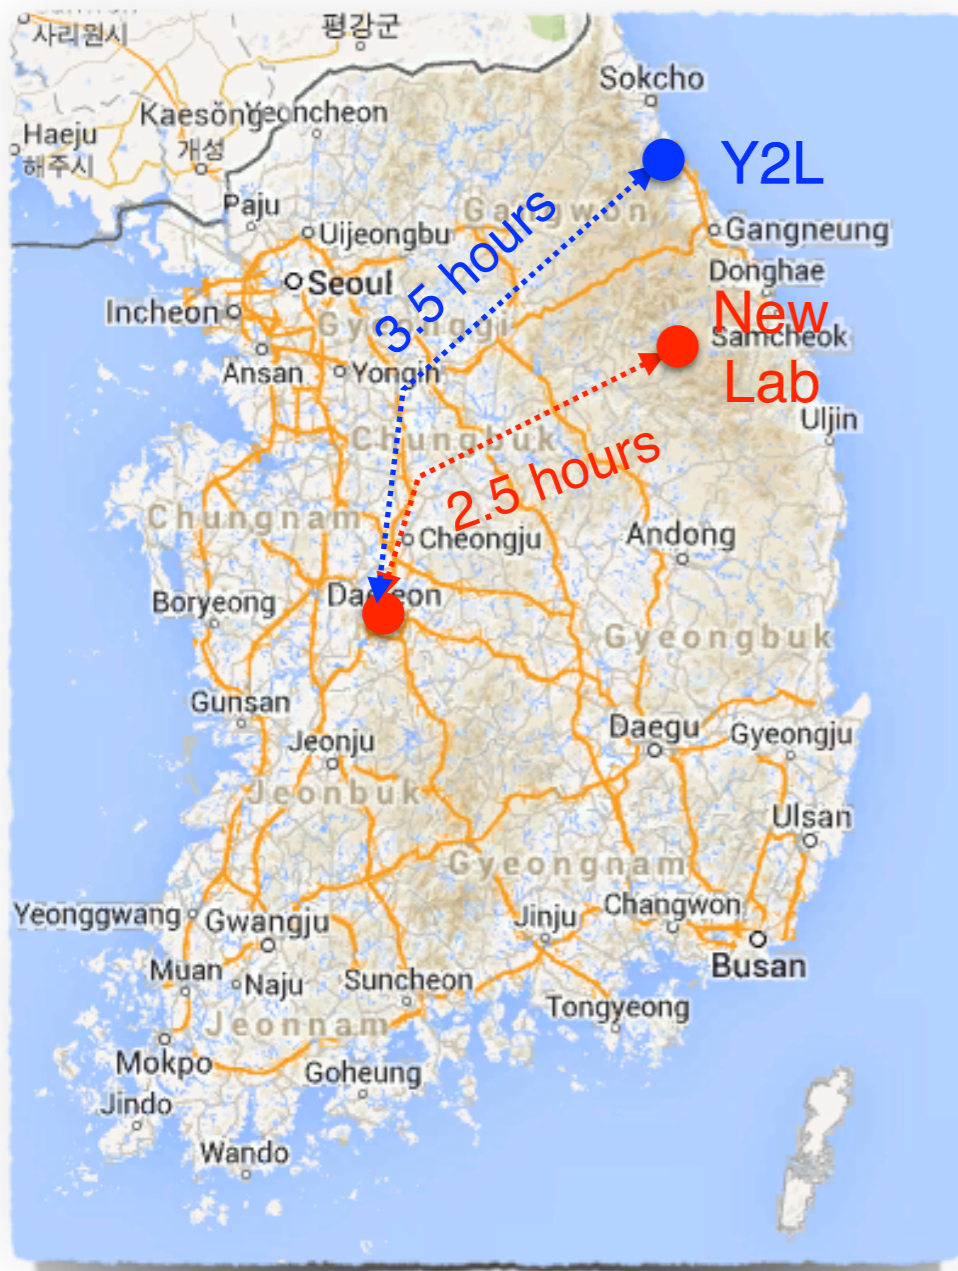 사리원시
평강군
Sokcho
Kaesŏng
개성
Yeoncheon
Haeju
해주시
Y2L
Paju
Gangwon
Uijeongbu
Gangneung
3.5 hours
Seoul
Donghae
Incheon
Gyeonggi
New
Samcheok
Ansan
Yongin
Lab
Uljin
Chungbuk
2.5 hours
Chungnam
Cheongju
Andong
Daejeon
Boryeong
Gyeongbuk
Gunsan
Daegu
Gyeongju
Jeonju
Jeonbuk
Ulsan
Gyeongnam
Changwon
Yeonggwang
Gwangju
Jinju
Busan
Muan
Naju
Suncheon
Tongyeong
Jeonnam
Mokpo
Goheung
Jindo
Wando